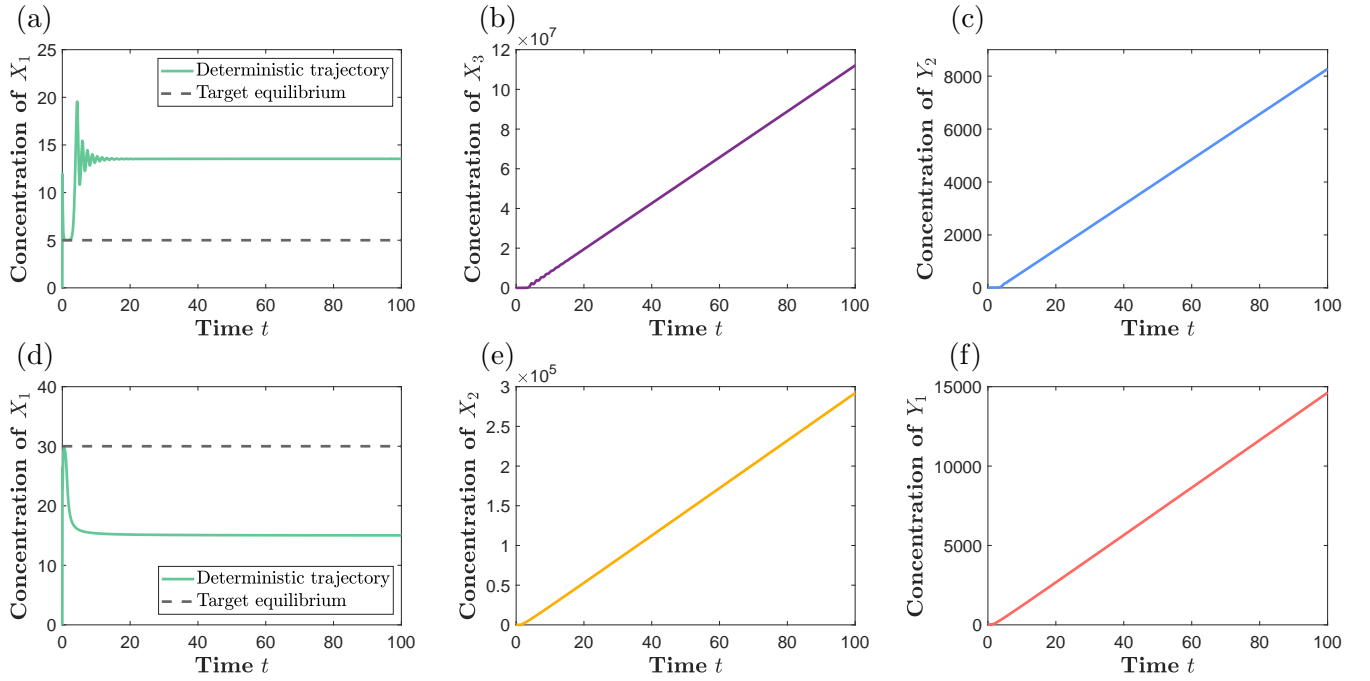 (a)
Concentration of X₁
25
20
15
10
5
0
Deterministic trajectory
Target equilibrium
0 20 40 60 80 100
Time t
(b)
×10⁷
Concentration of X₃
12
10
8
6
4
2
0
0 20 40 60 80 100
Time t
(c)
Concentration of Y₂
8000
6000
4000
2000
0
0 20 40 60 80 100
Time t
(d)
Concentration of X₁
40
30
20
10
0
Deterministic trajectory
Target equilibrium
0 20 40 60 80 100
Time t
(e)
×10⁵
Concentration of X₂
3
2.5
2
1.5
1
0.5
0
0 20 40 60 80 100
Time t
(f)
Concentration of Y₁
15000
10000
5000
0
0 20 40 60 80 100
Time t